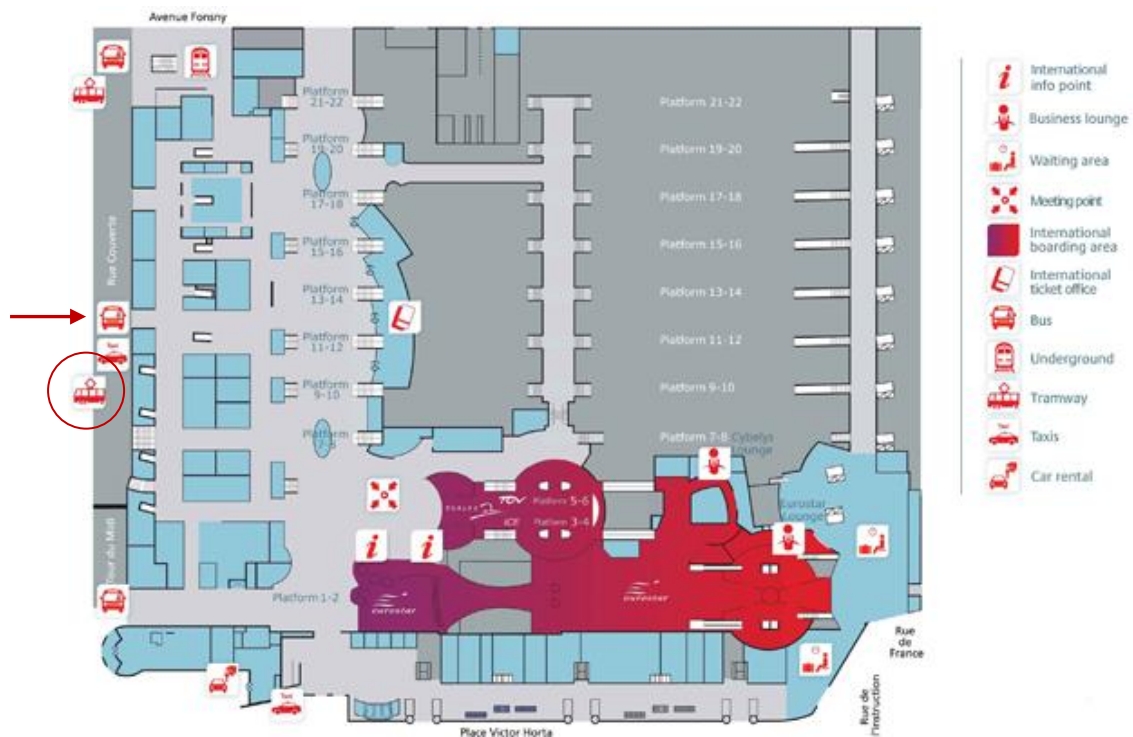 Avenue Fonsny
Platform
21-22
Platform
19-20
Platform
17-18
Platform
15-16
Platform
13-14
Platform
11-12
Platform
9-10
Platform
Platform 1-2
Platform 21-22
Platform 19-20
Platform 17-18
Platform 15-16
Platform 13-14
Platform 11-12
Platform 9-10
Platform 7-8
Cybelys
Lounge
Eurostar
Lounge
Rue Couverte
Taxi
THALYS
TGV
Platform 5-6
ICE
Platform 3-4
eurostar
eurostar
Taxi
Place Victor Horta
Rue
de
France
Rue de
l'instruction
International
info point
Business lounge
Waiting area
Meeting point
International
boarding area
International
ticket office
Bus
Underground
Tramway
Taxi
Taxis
Car rental